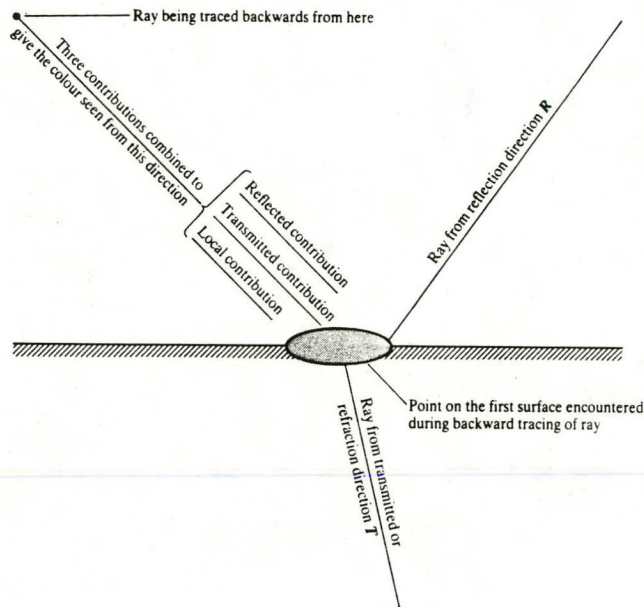 Ray being traced backwards from here
Three contributions combined to
give the colour seen from this direction
Reflected contribution
Transmitted contribution
Local contribution
Ray from reflection direction R
Point on the first surface encountered
during backward tracing of ray
Ray from transmitted or
refraction direction T